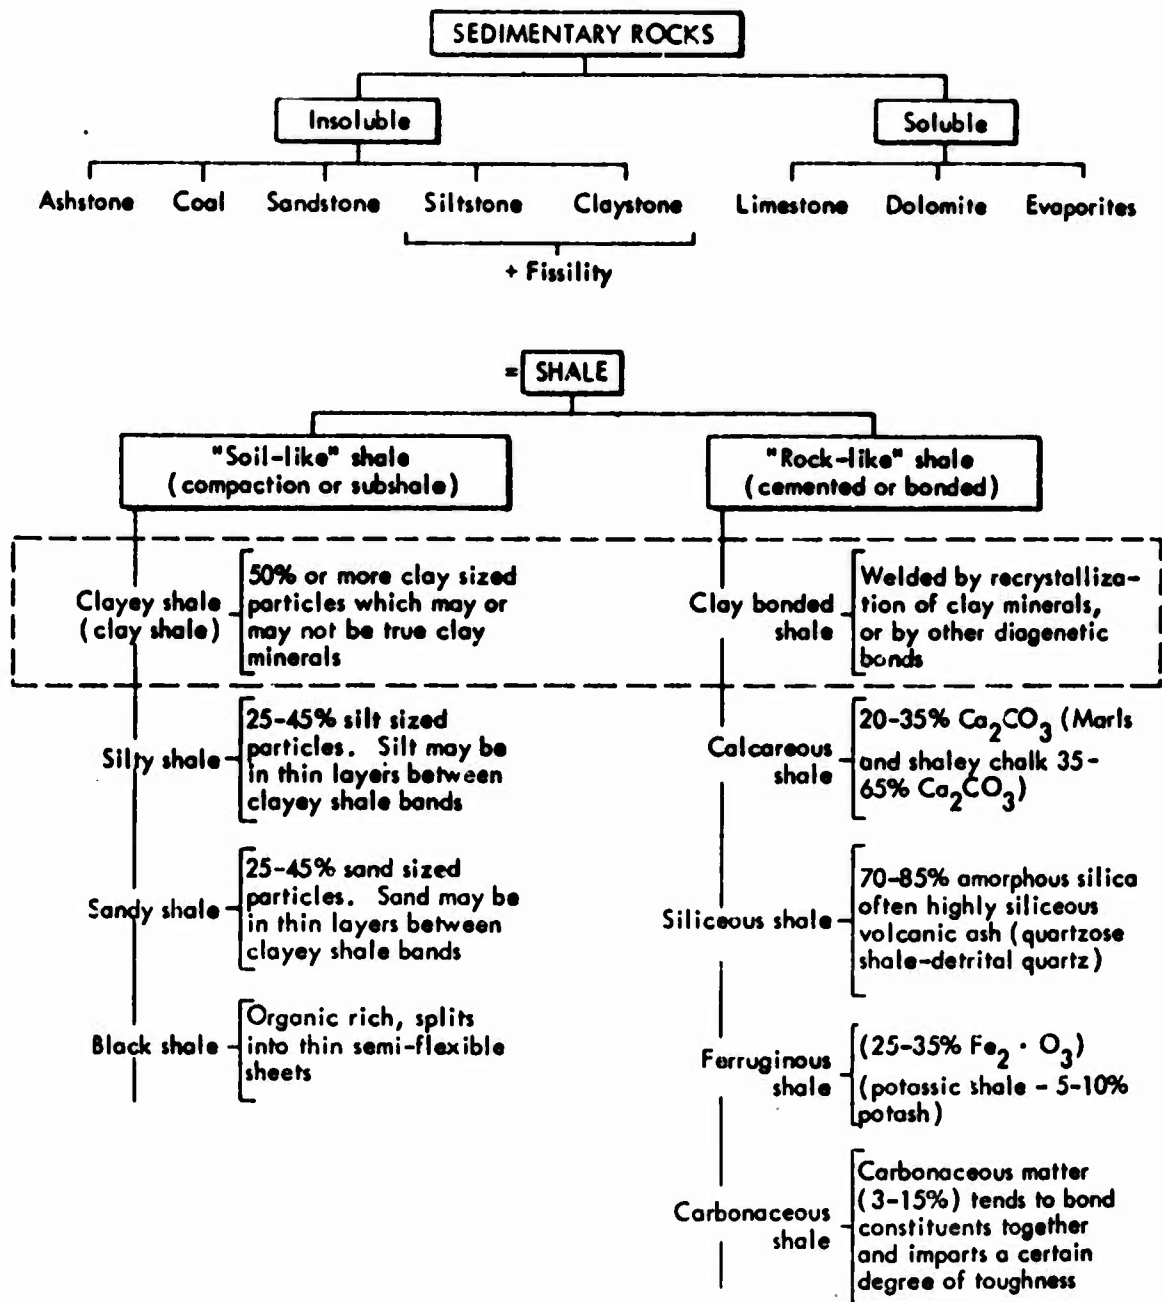 SEDIMENTARY ROCKS
Insoluble
Soluble
Ashstone Coal Sandstone Siltstone Claystone Limestone Dolomite Evaporites
+ Fissility
= SHALE
"Soil-like" shale
(compaction or subshale)
"Rock-like" shale
(cemented or bonded)
Clayey shale
(clay shale)
50% or more clay sized
particles which may or
may not be true clay
minerals
Silty shale
25-45% silt sized
particles. Silt may be
in thin layers between
clayey shale bands
Sandy shale
25-45% sand sized
particles. Sand may be
in thin layers between
clayey shale bands
Black shale
Organic rich, splits
into thin semi-flexible
sheets
Clay bonded
shale
Welded by recrystalliza-
tion of clay minerals,
or by other diagenetic
bonds
Calcareous
shale
20-35% Ca₂CO₃ (Marls
and shaley chalk 35-
65% Ca₂CO₃)
Siliceous shale
70-85% amorphous silica
often highly siliceous
volcanic ash (quartzose
shale-detrital quartz)
Ferruginous
shale
(25-35% Fe₂ · O₃)
(potassic shale - 5-10%
potash)
Carbonaceous
shale
Carbonaceous matter
(3-15%) tends to bond
constituents together
and imparts a certain
degree of toughness